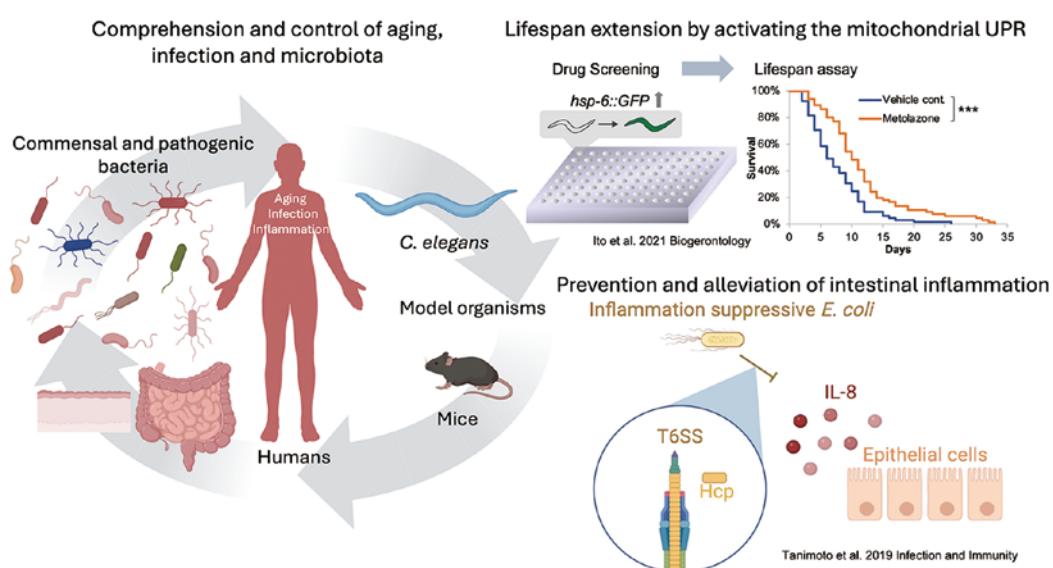 Comprehension and control of aging,
infection and microbiota
Commensal and pathogenic
bacteria
Aging
Infection
Inflammation
C. elegans
Model organisms
Mice
Humans
Lifespan extension by activating the mitochondrial UPR
Drug Screening
Lifespan assay
hsp-6::GFP
100%
80%
60%
40%
20%
0%
Survival
Vehicle cont.
Metolazone
***
0 5 10 15 20 25 30 35
Days
Ito et al. 2021 Biogerontology
Prevention and alleviation of intestinal inflammation
Inflammation suppressive E. coli
IL-8
T6SS
Hcp
Epithelial cells
Tanimoto et al. 2019 Infection and Immunity